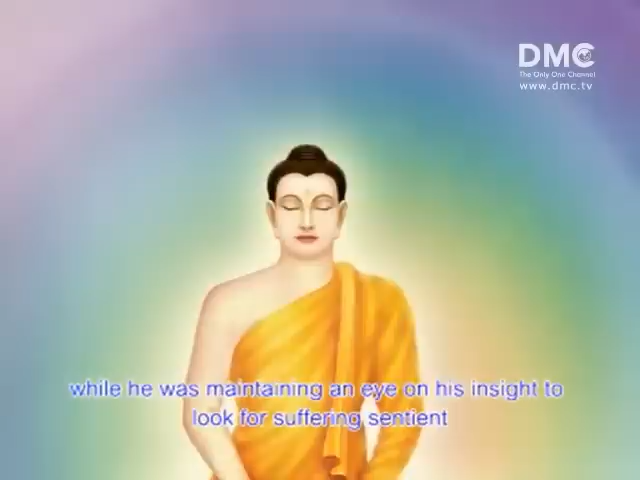 DMC
The Only One Channel
www.dmc.tv
while he was maintaining an eye on his insight to
look for suffering sentient